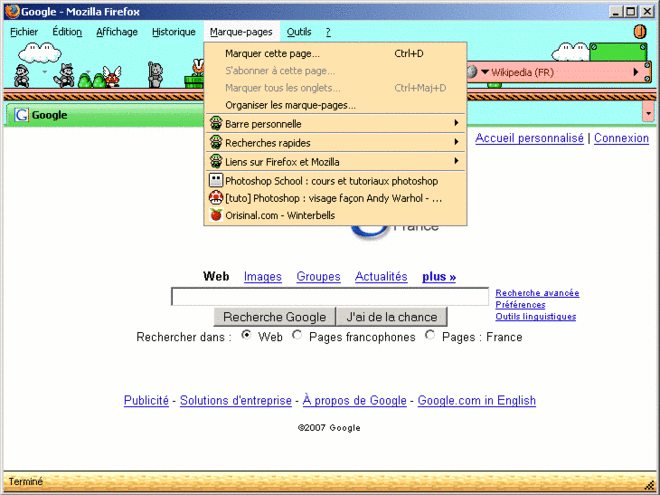 Google - Mozilla Firefox
Fichier Édition Affichage Historique Marque-pages Outils ?
Marquer cette page... Ctrl+D
S'abonner à cette page...
Marquer tous les onglets... Ctrl+Maj+D
Organiser les marque-pages...
Barre personnelle
Recherches rapides
Liens sur Firefox et Mozilla
Photoshop School : cours et tutoriaux photoshop
[tuto] Photoshop : visage façon Andy Warhol - ...
Orisinal.com - Winterbells
Wikipedia (FR)
G Google
Accueil personnalisé | Connexion
France
Web Images Groupes Actualités plus »
Recherche avancée
Préférences
Outils linguistiques
Recherche Google J'ai de la chance
Rechercher dans : Web Pages francophones Pages : France
Publicité - Solutions d'entreprise - À propos de Google - Google.com in English
©2007 Google
Terminé